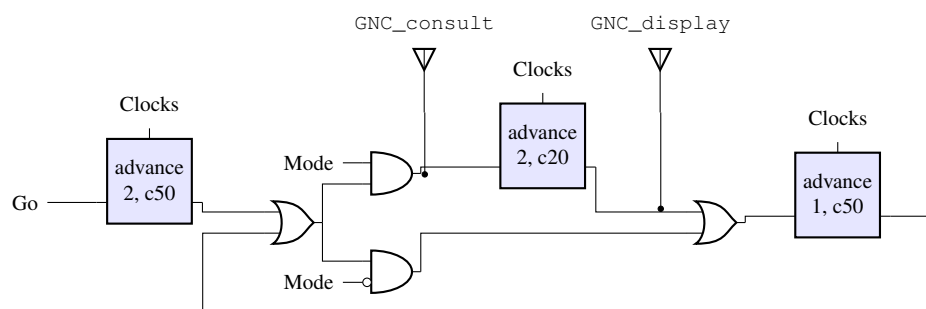 GNC_consult
GNC_display
Clocks
Clocks
Clocks
advance
2, c50
Mode
advance
2, c20
advance
1, c50
Go
Mode